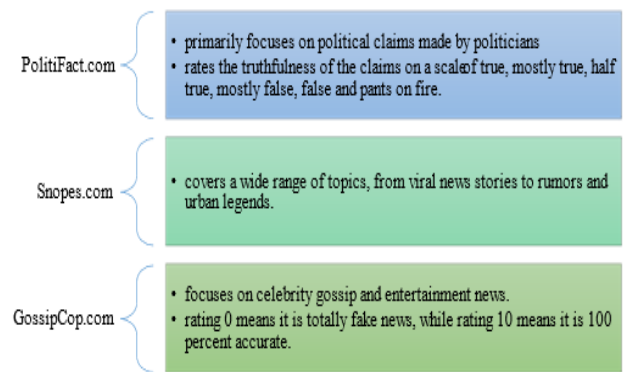 PolitiFact.com
• primarily focuses on political claims made by politicians
• rates the truthfulness of the claims on a scaleof true, mostly true, half
true, mostly false, false and pants on fire.
Snopes.com
• covers a wide range of topics, from viral news stories to rumors and
urban legends.
GossipCop.com
• focuses on celebrity gossip and entertainment news.
• rating 0 means it is totally fake news, while rating 10 means it is 100
percent accurate.